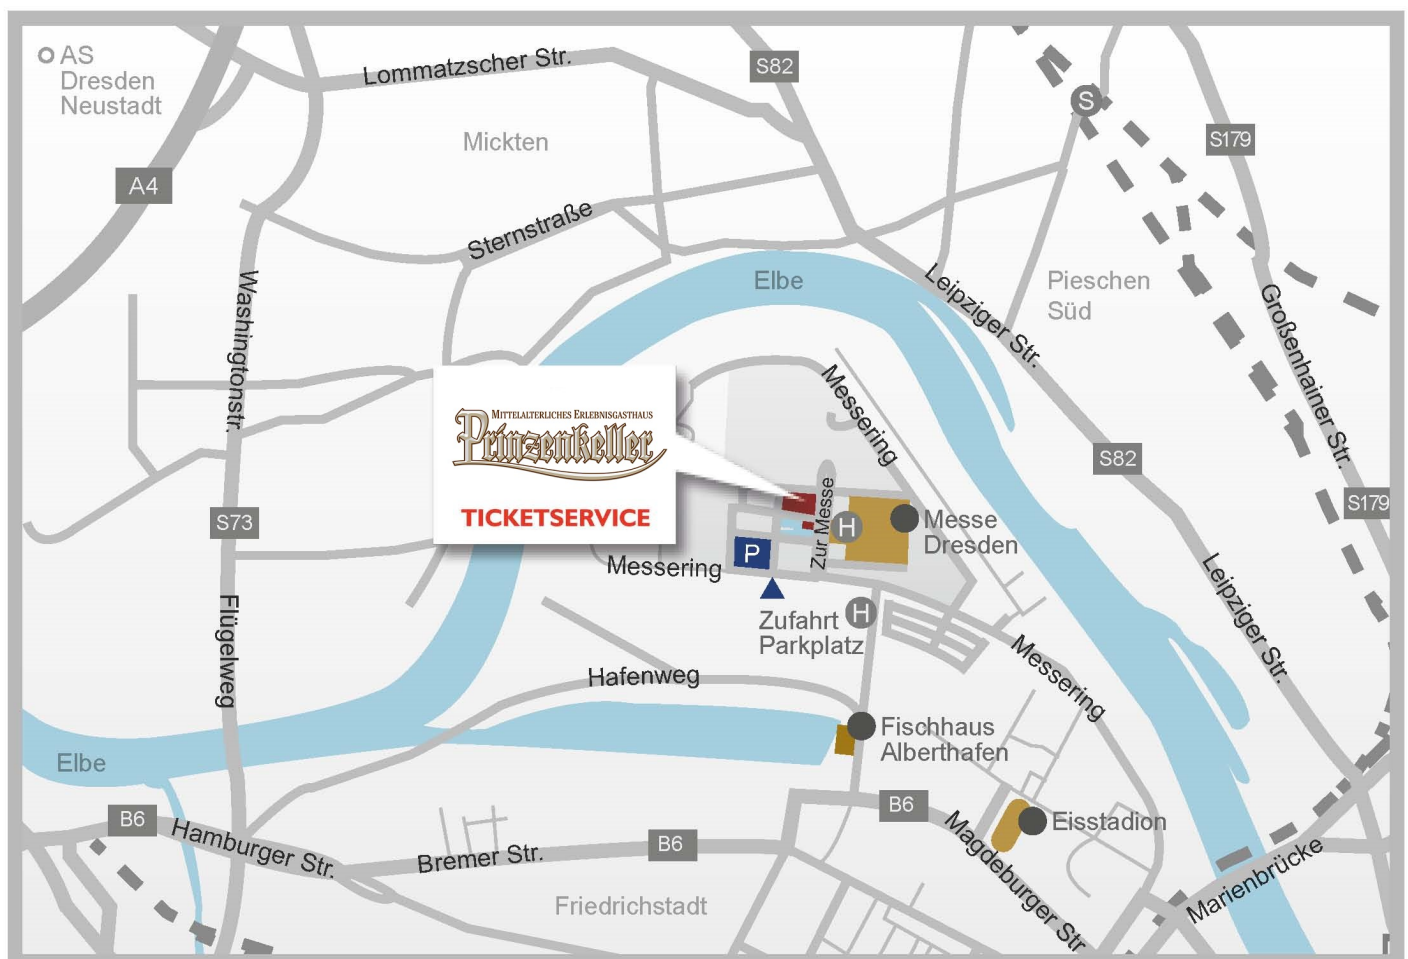 AS
Dresden
Neustadt
Lommatzscher Str.
S82
S
S179
Mickten
A4
Sternstraße
Elbe
Leipziger Str.
Pieschen
Süd
Großenhainer Str.
Washingtonstr.
Messering
MITTELALTERLICHES ERLEBNISGASTHAUS
Prinzenkeller
TICKETSERVICE
S82
S73
Zur Messe
H
Messe
Dresden
S179
P
Messering
Zufahrt
Parkplatz
H
Leipziger Str.
Flügelweg
Hafenweg
Messering
Fischhaus
Alberthafen
Elbe
B6
Hamburger Str.
Bremer Str.
B6
B6
Magdeburger Str.
Eisstadion
Marienbrücke
Friedrichstadt